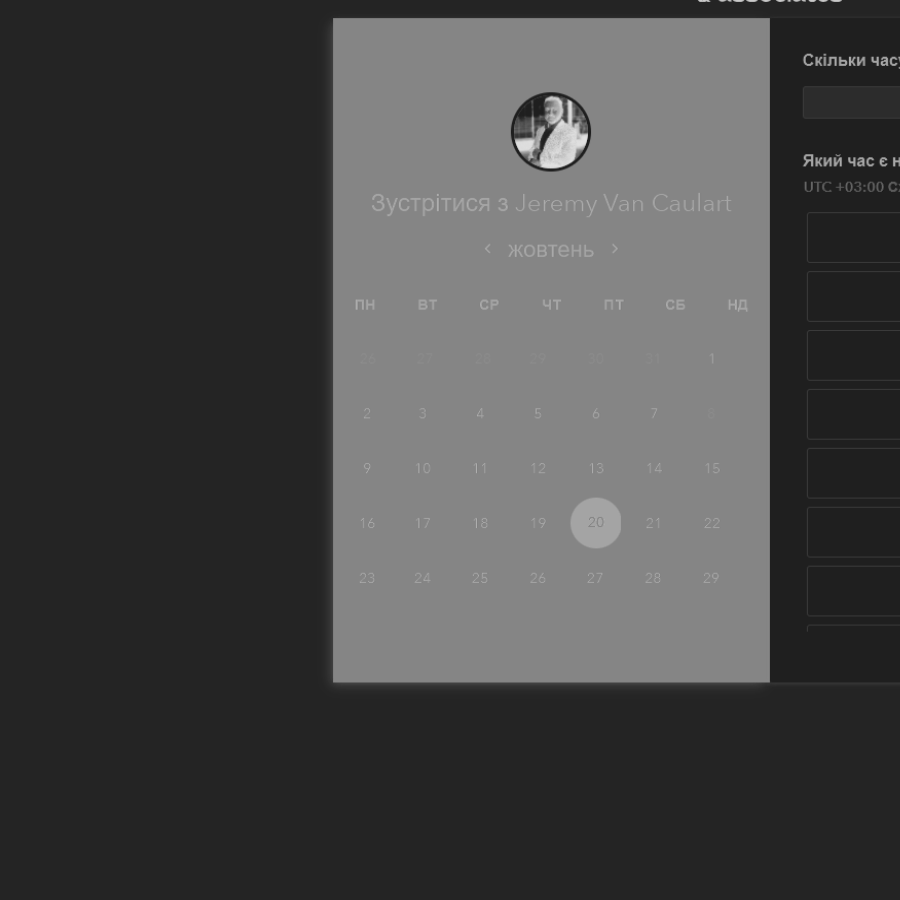 & associates
Зустрітися з Jeremy Van Caulart
жовтень
ПН ВТ СР ЧТ ПТ СБ НД
26 27 28 29 30 31 1
2 3 4 5 6 7 8
9 10 11 12 13 14 15
16 17 18 19 20 21 22
23 24 25 26 27 28 29
Скільки часу
Який час є н
UTC +03:00